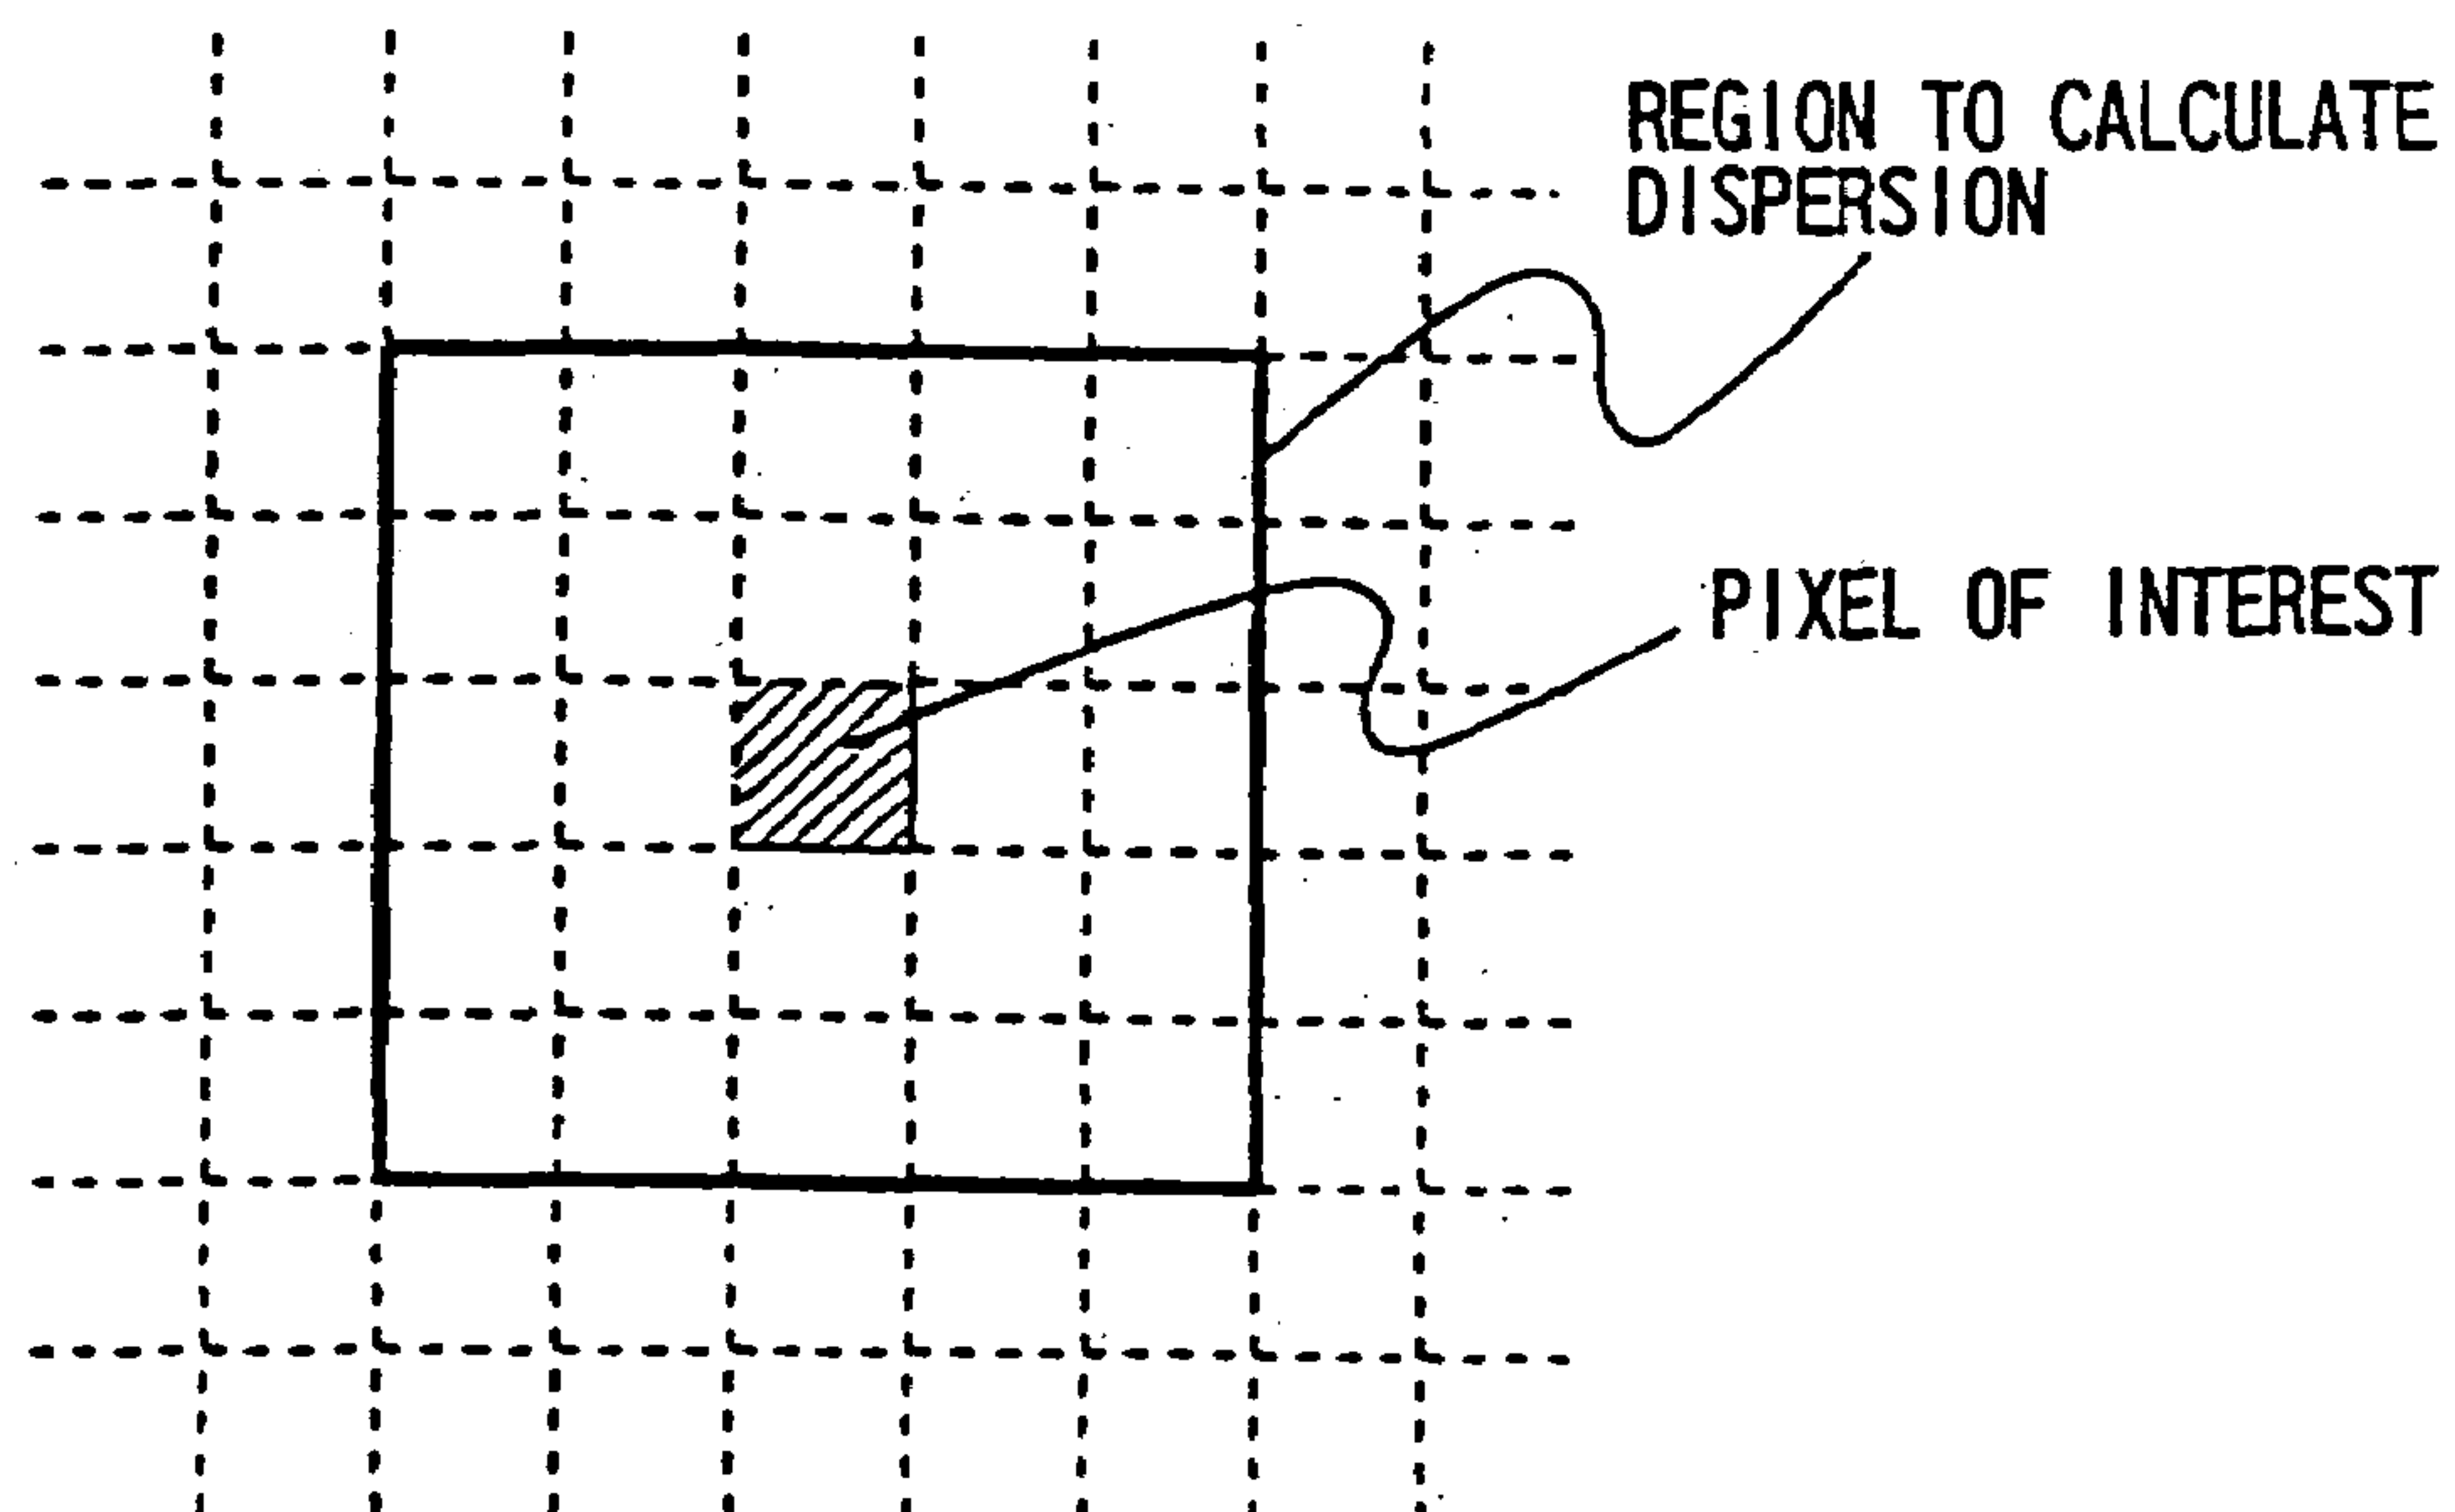 REGION TO CALCULATE
DISPERSION
PIXEL OF INTEREST